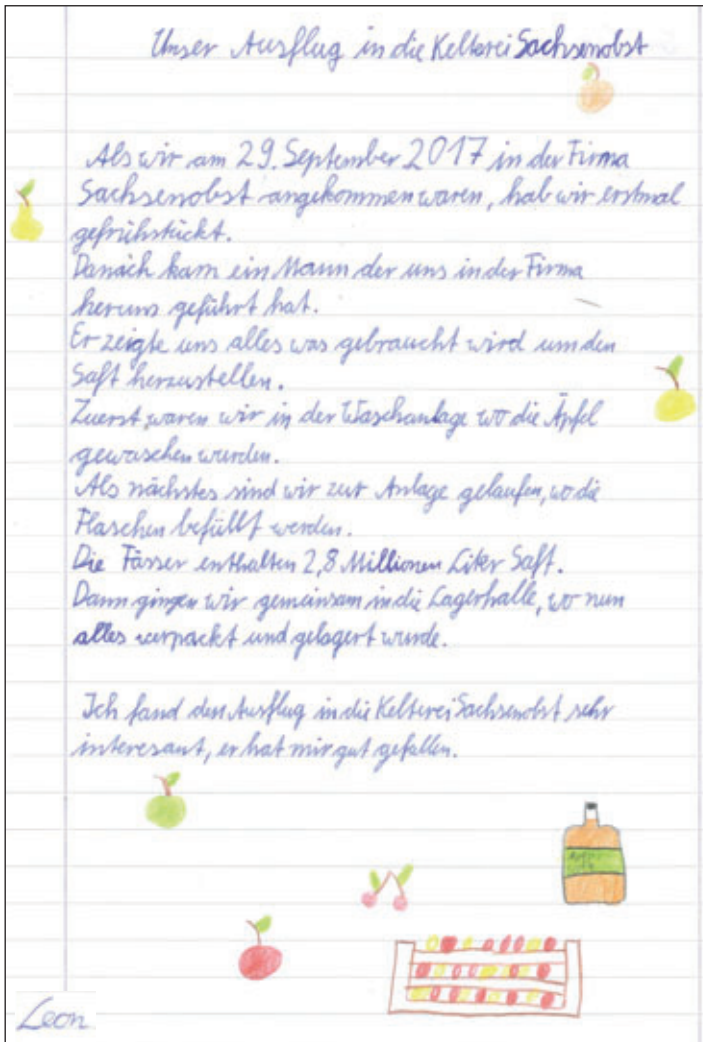 Unser Ausflug in die Kelterei Sachsenobst
Als wir am 29. September 2017 in der Firma
Sachsenobst angekommen waren, hab wir erstmal
gefrühstückt.
Danach kam ein Mann der uns in der Firma
herums geführt hat.
Er zeigte uns alles was gebraucht wird um den
Saft herzustellen.
Zuerst waren wir in der Waschanlage wo die Äpfel
gewaschen wurden.
Als nächstes sind wir zur Anlage gelaufen, wo die
Flaschen befüllt werden.
Die Fässer enthalten 2,8 Millionen Liter Saft.
Dann gingen wir gemeinsam in die Lagerhalle, wo nun
alles verpackt und gelagert wurde.
Ich fand den Ausflug in die Kelterei Sachsenobst sehr
interesant, er hat mir gut gefallen.
Leon